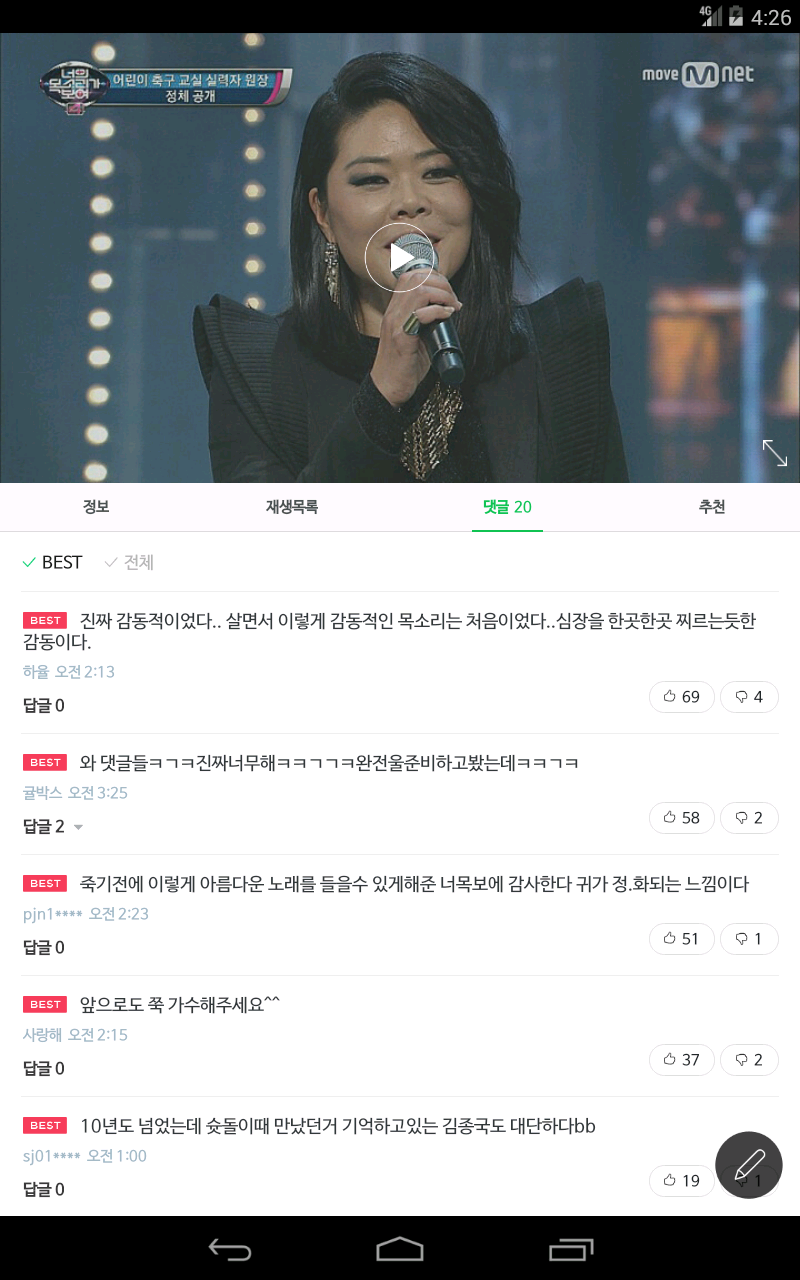 4G 4:26
너의
목소리가
보여
4
어린이 축구 교실 실력자 원장
정체 공개
move Mnet
정보 재생목록 댓글 20 추천
BEST 전체
BEST 진짜 감동적이었다.. 살면서 이렇게 감동적인 목소리는 처음이었다..심장을 한곳한곳 찌르는듯한
감동이다.
하율 오전 2:13
답글 0 69 4
BEST 와 댓글들ㅋㄱㅋ진짜너무해ㅋㅋㄱㄱㅋ완전울준비하고봤는데ㅋㅋㄱㅋ
귤박스 오전 3:25
답글 2 58 2
BEST 죽기전에 이렇게 아름다운 노래를 들을수 있게해준 너목보에 감사한다 귀가 정.화되는 느낌이다
pjn1**** 오전 2:23
답글 0 51 1
BEST 앞으로도 쭉 가수해주세요^^
사랑해 오전 2:15
답글 0 37 2
BEST 10년도 넘었는데 슛돌이때 만났던거 기억하고있는 김종국도 대단하다bb
sj01**** 오전 1:00
답글 0 19 1